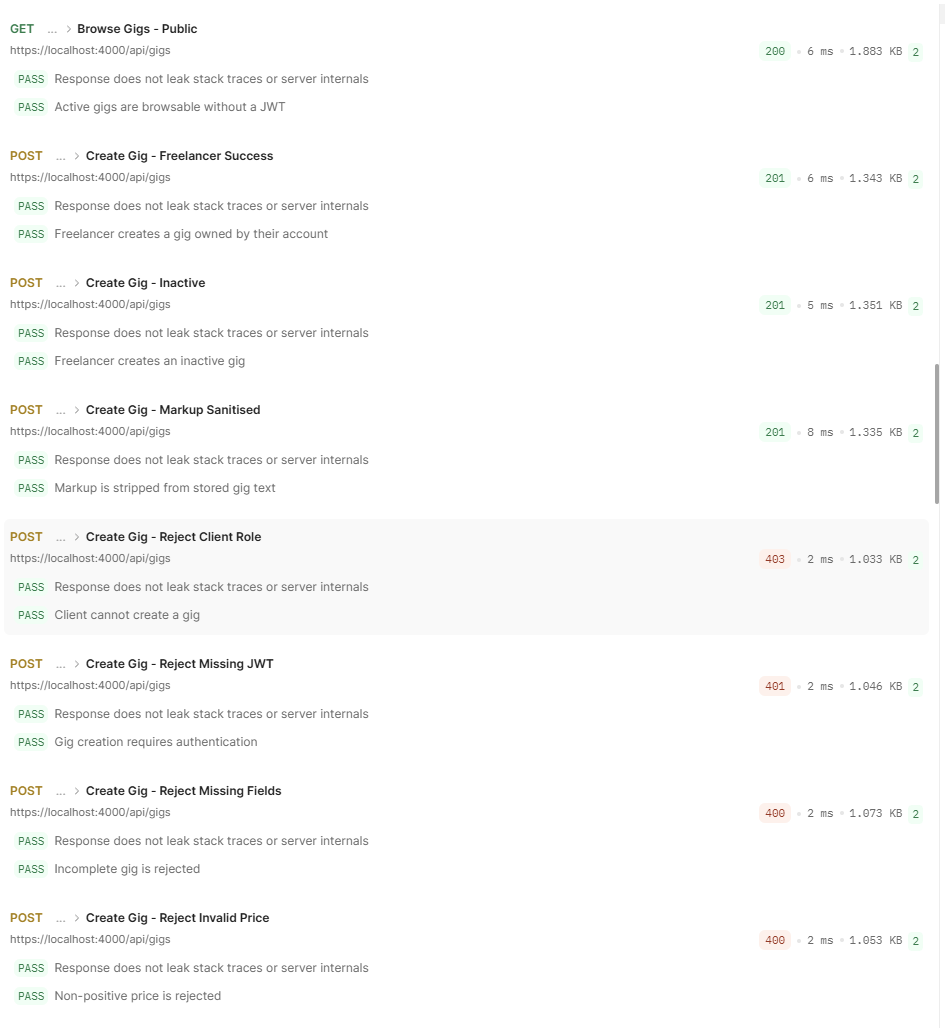 GET ... > Browse Gigs - Public
https://localhost:4000/api/gigs 200 • 6 ms • 1.883 KB 2
PASS Response does not leak stack traces or server internals
PASS Active gigs are browsable without a JWT
POST ... > Create Gig - Freelancer Success
https://localhost:4000/api/gigs 201 • 6 ms • 1.343 KB 2
PASS Response does not leak stack traces or server internals
PASS Freelancer creates a gig owned by their account
POST ... > Create Gig - Inactive
https://localhost:4000/api/gigs 201 • 5 ms • 1.351 KB 2
PASS Response does not leak stack traces or server internals
PASS Freelancer creates an inactive gig
POST ... > Create Gig - Markup Sanitised
https://localhost:4000/api/gigs 201 • 8 ms • 1.335 KB 2
PASS Response does not leak stack traces or server internals
PASS Markup is stripped from stored gig text
POST ... > Create Gig - Reject Client Role
https://localhost:4000/api/gigs 403 • 2 ms • 1.033 KB 2
PASS Response does not leak stack traces or server internals
PASS Client cannot create a gig
POST ... > Create Gig - Reject Missing JWT
https://localhost:4000/api/gigs 401 • 2 ms • 1.046 KB 2
PASS Response does not leak stack traces or server internals
PASS Gig creation requires authentication
POST ... > Create Gig - Reject Missing Fields
https://localhost:4000/api/gigs 400 • 2 ms • 1.073 KB 2
PASS Response does not leak stack traces or server internals
PASS Incomplete gig is rejected
POST ... > Create Gig - Reject Invalid Price
https://localhost:4000/api/gigs 400 • 2 ms • 1.053 KB 2
PASS Response does not leak stack traces or server internals
PASS Non-positive price is rejected